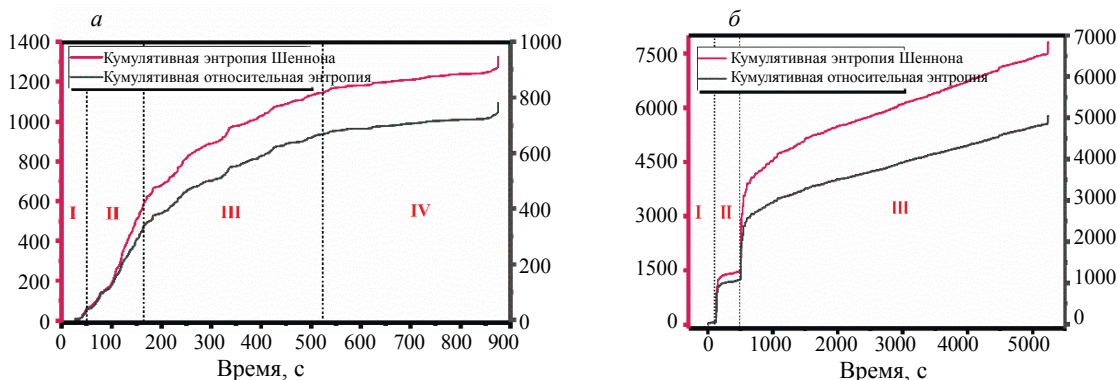 а
1400
1200
1000
800
600
400
200
0
1000
800
600
400
200
0
Кумулятивная энтропия Шеннона
Кумулятивная относительная энтропия
I
II
III
IV
0 100 200 300 400 500 600 700 800 900
Время, с
б
7500
6000
4500
3000
1500
0
7000
6000
5000
4000
3000
2000
1000
0
Кумулятивная энтропия Шеннона
Кумулятивная относительная энтропия
I
II
III
0 1000 2000 3000 4000 5000
Время, с